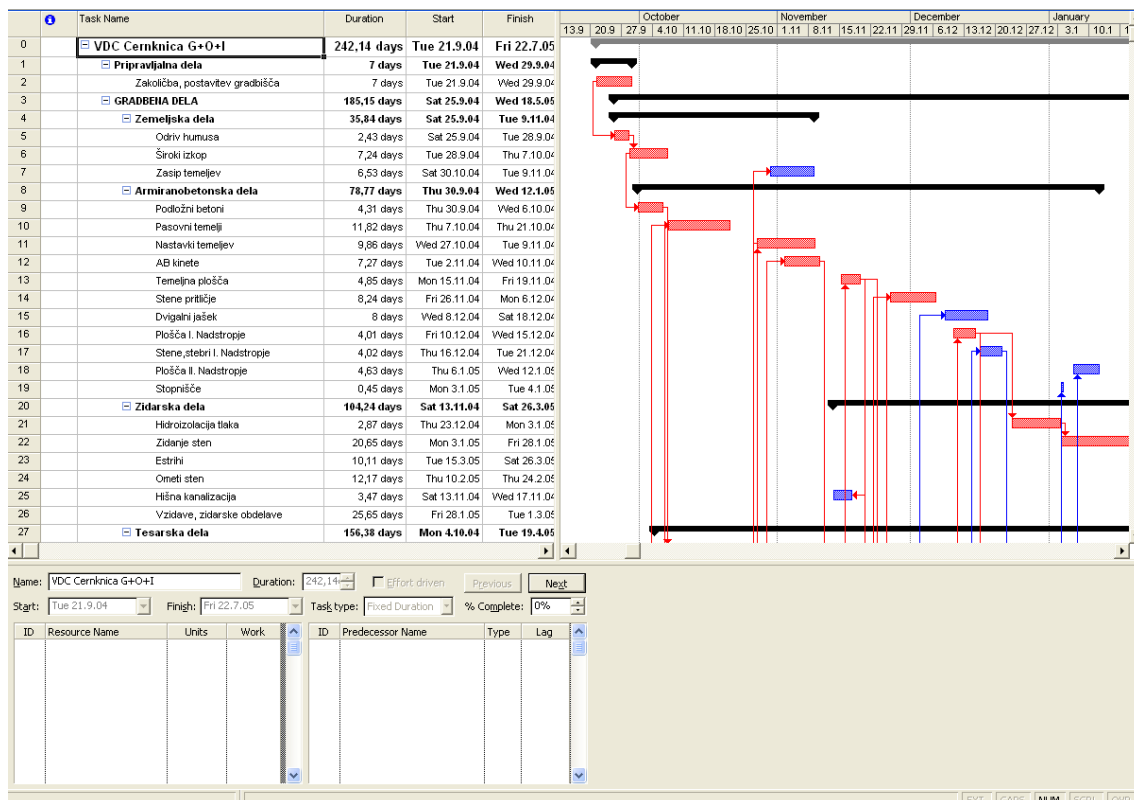 Task Name Duration Start Finish October November December January
13.9 20.9 27.9 4.10 11.10 18.10 25.10 1.11 8.11 15.11 22.11 29.11 6.12 13.12 20.12 27.12 3.1 10.1
0 VDC Cernknica G+O+I 242,14 days Tue 21.9.04 Fri 22.7.05
1 Pripravljalna dela 7 days Tue 21.9.04 Wed 29.9.04
2 Zakoličba, postavitev gradbišča 7 days Tue 21.9.04 Wed 29.9.04
3 GRADBENA DELA 185,15 days Sat 25.9.04 Wed 18.5.05
4 Zemeljska dela 35,84 days Sat 25.9.04 Tue 9.11.04
5 Odriv humusa 2,43 days Sat 25.9.04 Tue 28.9.04
6 Široki izkop 7,24 days Tue 28.9.04 Thu 7.10.04
7 Zasip temeljev 6,53 days Sat 30.10.04 Tue 9.11.04
8 Armiranobetonska dela 78,77 days Thu 30.9.04 Wed 12.1.05
9 Podložni betoni 4,31 days Thu 30.9.04 Wed 6.10.04
10 Pasovni temelji 11,82 days Thu 7.10.04 Thu 21.10.04
11 Nastavki temeljev 9,86 days Wed 27.10.04 Tue 9.11.04
12 AB kinete 7,27 days Tue 2.11.04 Wed 10.11.04
13 Temeljna plošča 4,85 days Mon 15.11.04 Fri 19.11.04
14 Stene pritličje 8,24 days Fri 26.11.04 Mon 6.12.04
15 Dvigalni jašek 8 days Wed 8.12.04 Sat 18.12.04
16 Plošča I. Nadstropje 4,01 days Fri 10.12.04 Wed 15.12.04
17 Stene,stebri I. Nadstropje 4,02 days Thu 16.12.04 Tue 21.12.04
18 Plošča II. Nadstropje 4,63 days Thu 6.1.05 Wed 12.1.05
19 Stopnišče 0,45 days Mon 3.1.05 Tue 4.1.05
20 Zidarska dela 104,24 days Sat 13.11.04 Sat 26.3.05
21 Hidroizolacija tlaka 2,87 days Thu 23.12.04 Mon 3.1.05
22 Zidanje sten 20,65 days Mon 3.1.05 Fri 28.1.05
23 Estrihi 10,11 days Tue 15.3.05 Sat 26.3.05
24 Ometi sten 12,17 days Thu 10.2.05 Thu 24.2.05
25 Hišna kanalizacija 3,47 days Sat 13.11.04 Wed 17.11.04
26 Vzidave, zidarske obdelave 25,65 days Fri 28.1.05 Tue 1.3.05
27 Tesarska dela 156,38 days Mon 4.10.04 Tue 19.4.05
Name: VDC Cernknica G+O+I Duration: 242,14 Effort driven Previous Next
Start: Tue 21.9.04 Finish: Fri 22.7.05 Task type: Fixed Duration % Complete: 0%
ID Resource Name Units Work ID Predecessor Name Type Lag
EXT CAPS NUM SCRL OVR